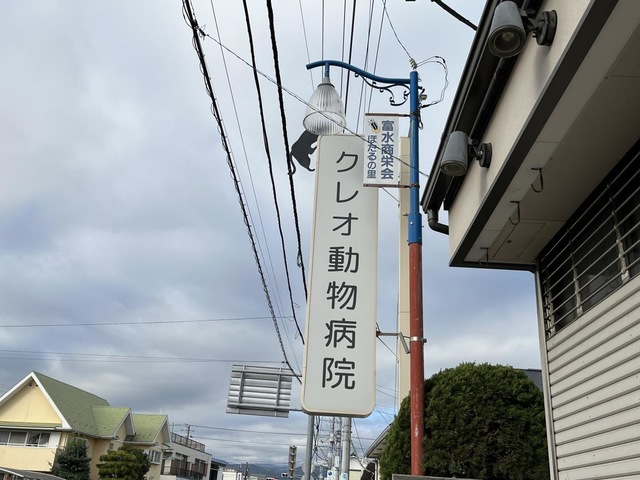 クレオ動物病院
富水商栄会
ほたるの里